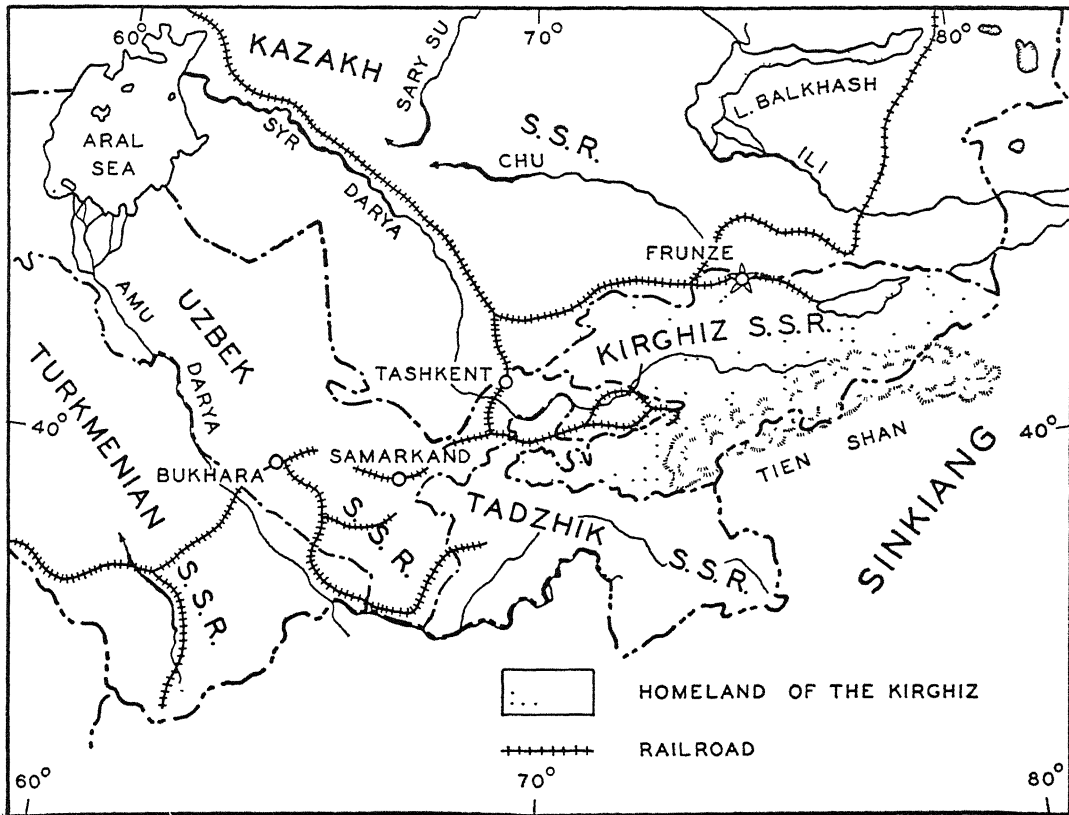 60°
70°
80°
KAZAKH
S.S.R.
SARY SU
L. BALKHASH
ARAL
SEA
SYR
DARYA
CHU
ILI
FRUNZE
AMU
DARYA
UZBEK
S.S.R.
KIRGHIZ S.S.R.
TASHKENT
TURKMENIAN
S.S.R.
40°
40°
BUKHARA
SAMARKAND
TIEN SHAN
TADZHIK
S.S.R.
SINKIANG
HOMELAND OF THE KIRGHIZ
RAILROAD
60°
70°
80°